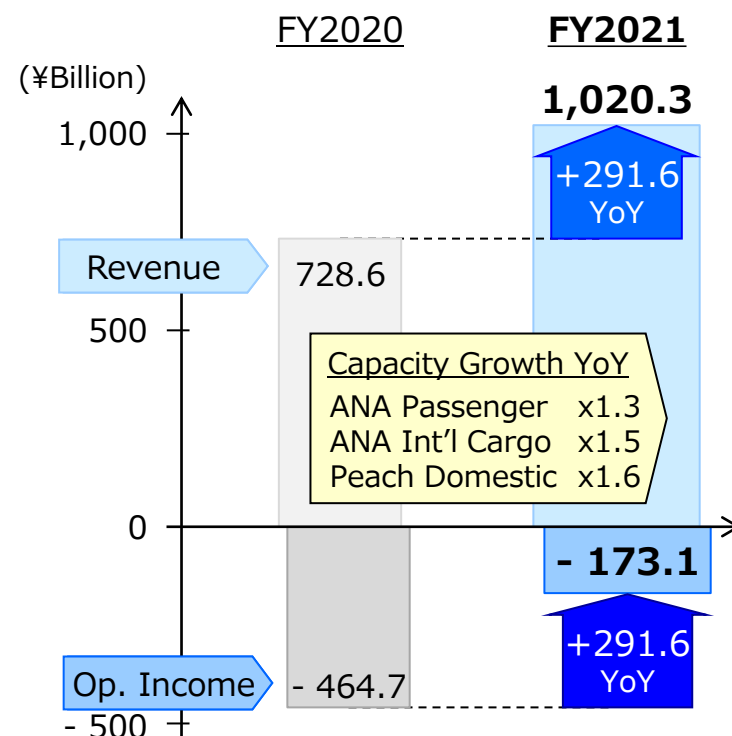 FY2020 FY2021
(¥Billion)
1,020.3
1,000
+291.6
YoY
Revenue
728.6
500
Capacity Growth YoY
ANA Passenger x1.3
ANA Int’l Cargo x1.5
Peach Domestic x1.6
0
- 173.1
+291.6
YoY
Op. Income
- 464.7
- 500